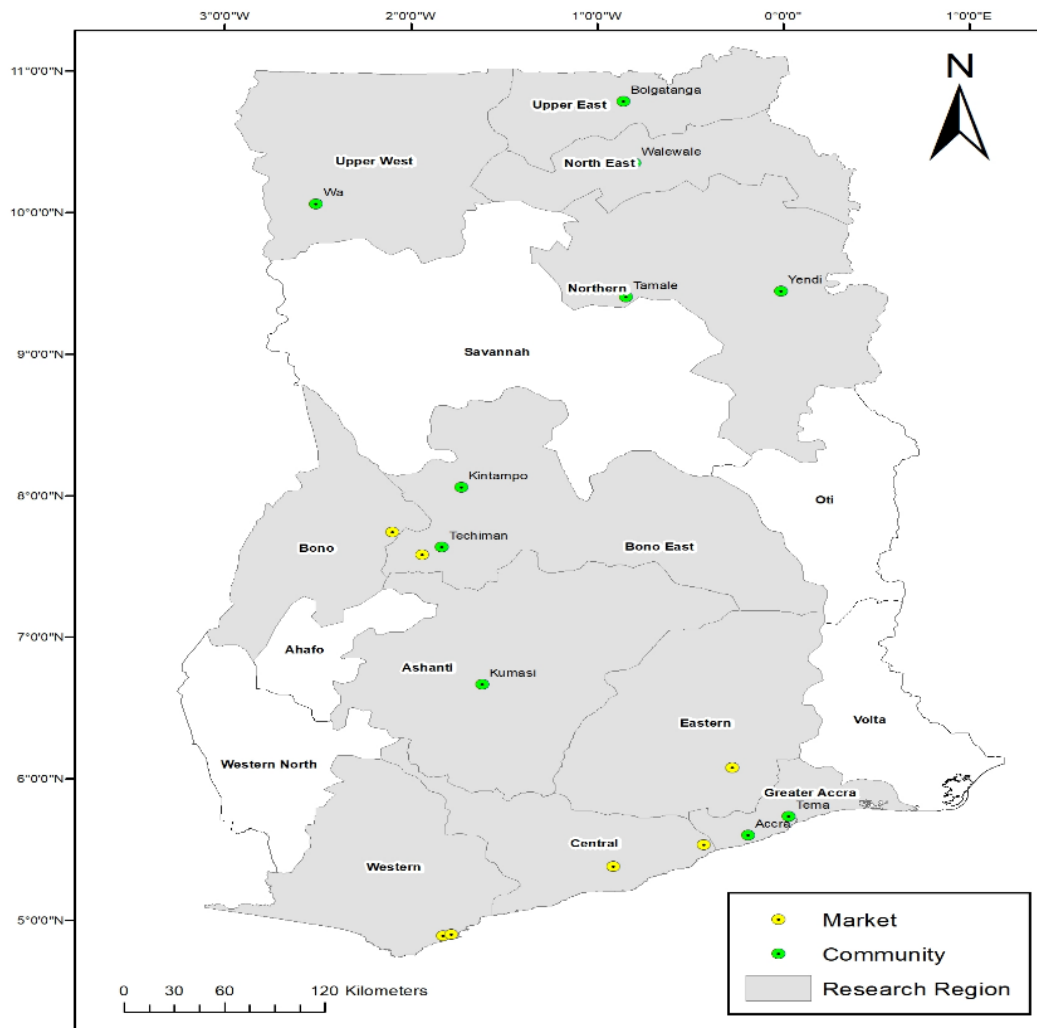 3°0'0"W 2°0'0"W 1°0'0"W 0°0'0" 1°0'0"E
11°0'0"N
N
Bolgatanga
Upper East
Walewale
Upper West
North East
Wa
10°0'0"N
Northern
Tamale
Yendi
9°0'0"N
Savannah
Kintampo
8°0'0"N
Oti
Techiman
Bono
Bono East
7°0'0"N
Ahafo
Ashanti
Kumasi
Eastern
Volta
Western North
6°0'0"N
Greater Accra
Tema
Accra
Central
Western
5°0'0"N
Market
Community
Research Region
0 30 60 120 Kilometers